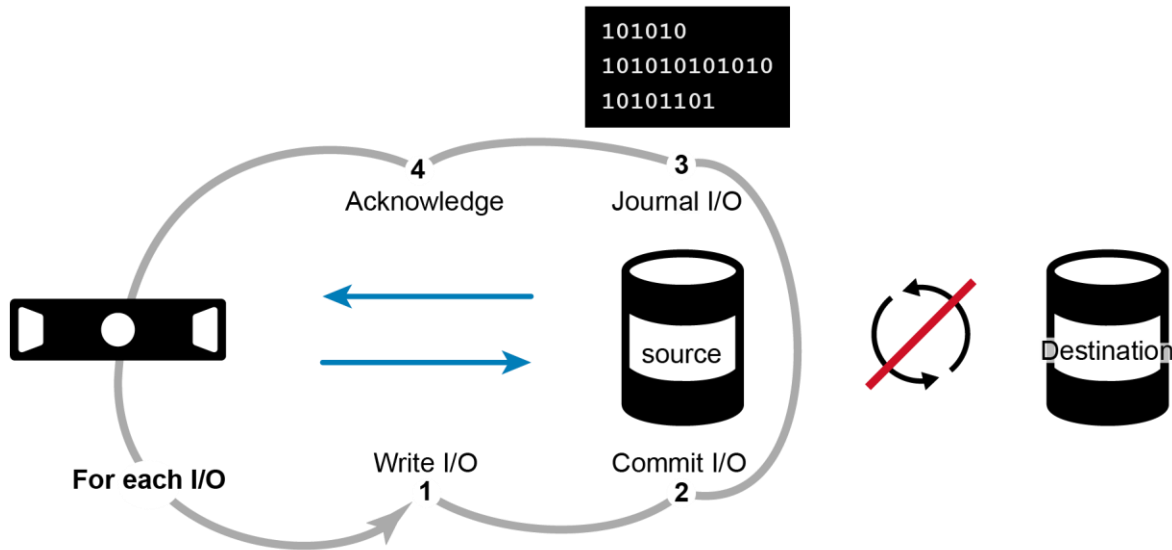 101010
101010101010
10101101
4
3
Acknowledge
Journal I/O
source
Destination
For each I/O
Write I/O
Commit I/O
1
2